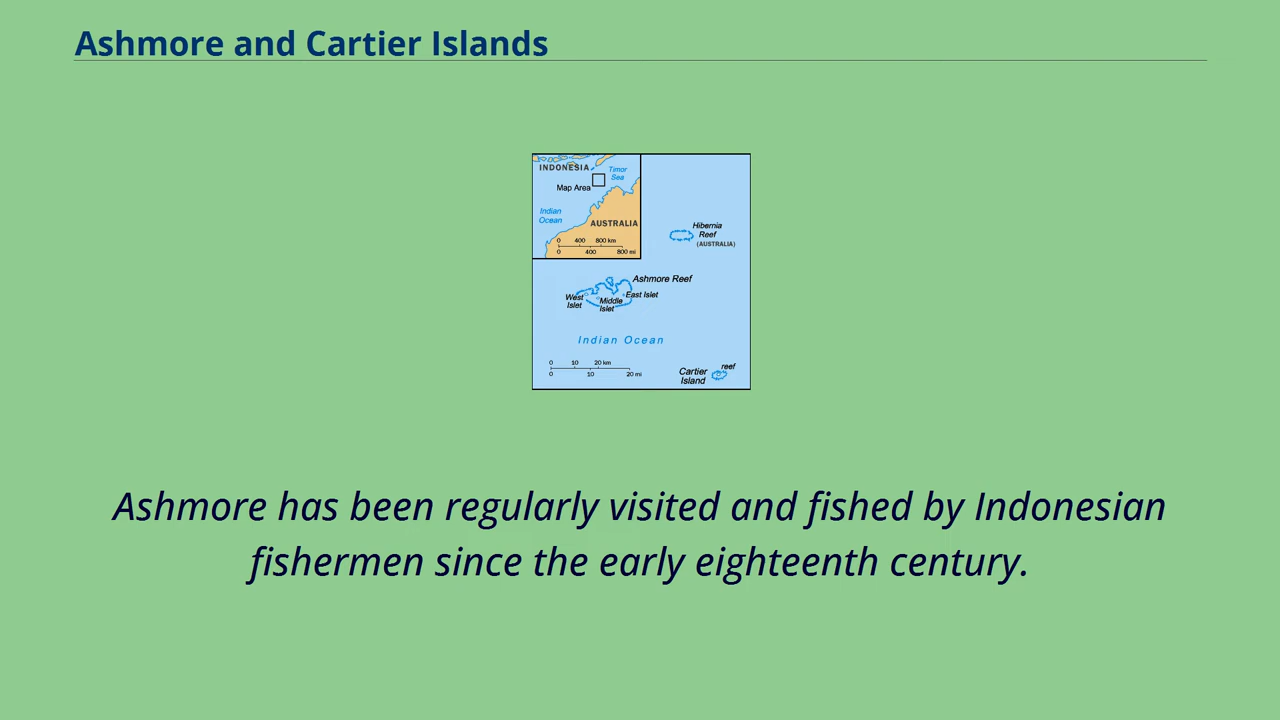 Ashmore and Cartier Islands
INDONESIA
Timor
Sea
Map Area
Indian
Ocean
AUSTRALIA
0 400 800 km
0 400 800 mi
Hibernia
Reef
(AUSTRALIA)
Ashmore Reef
West
Islet
Middle
Islet
East Islet
Indian Ocean
0 10 20 km
0 10 20 mi
reef
Cartier
Island
Ashmore has been regularly visited and fished by Indonesian
fishermen since the early eighteenth century.